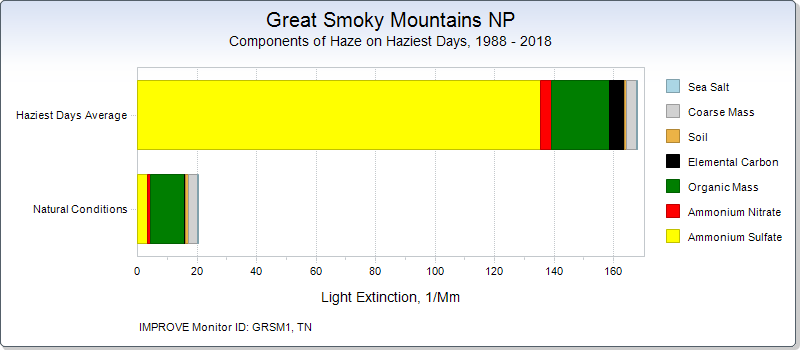 Great Smoky Mountains NP
Components of Haze on Haziest Days, 1988 - 2018
Haziest Days Average
Natural Conditions
Sea Salt
Coarse Mass
Soil
Elemental Carbon
Organic Mass
Ammonium Nitrate
Ammonium Sulfate
0 20 40 60 80 100 120 140 160
Light Extinction, 1/Mm
IMPROVE Monitor ID: GRSM1, TN